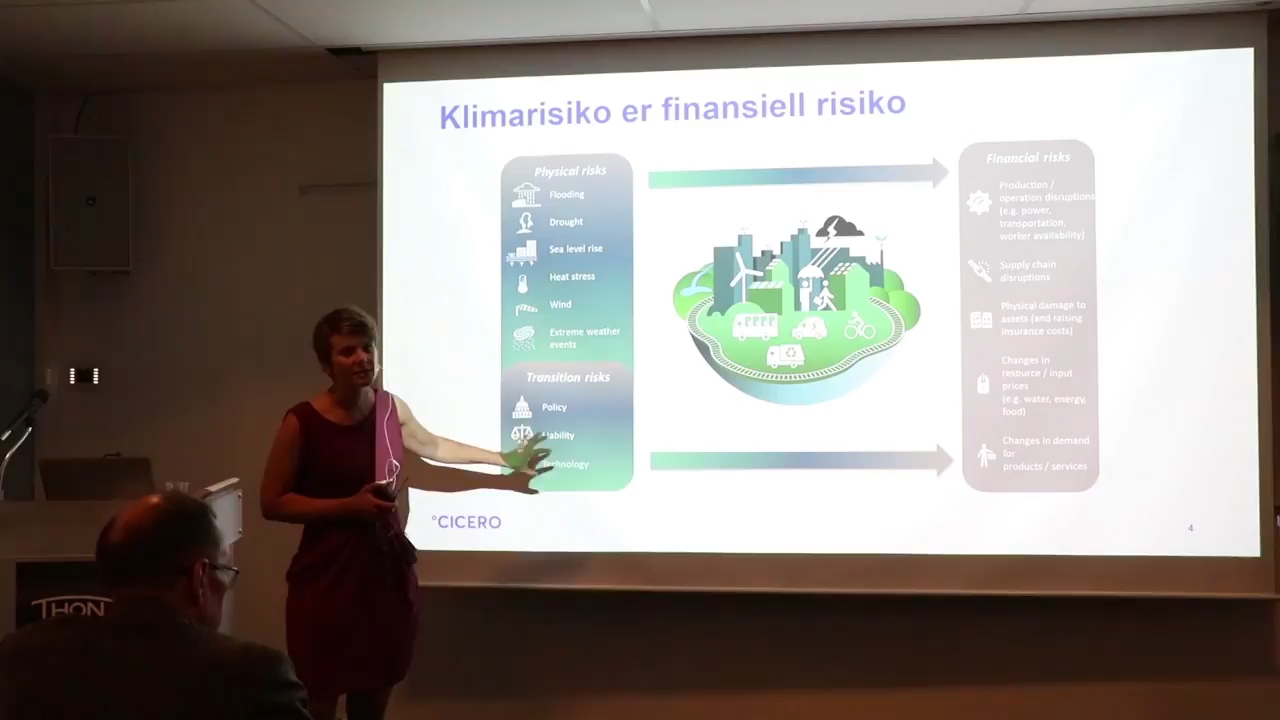 Klimarisiko er finansiell risiko
Physical risks
Flooding
Drought
Sea level rise
Heat stress
Wind
Extreme weather
events
Transition risks
Policy
Liability
Technology
Financial risks
Production /
operation disruptions
(e.g. power,
transportation,
worker availability)
Supply chain
disruptions
Physical damage to
assets (and raising
insurance costs)
Changes in
resource / input
prices
(e.g. water, energy,
food)
Changes in demand
for
products / services
°CICERO
4
THON